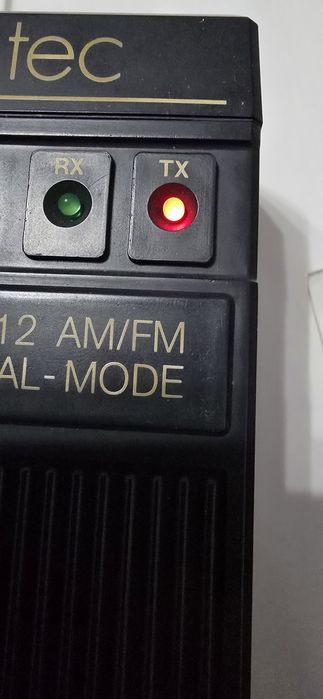 tec
RX TX
12 AM/FM
AL-MODE